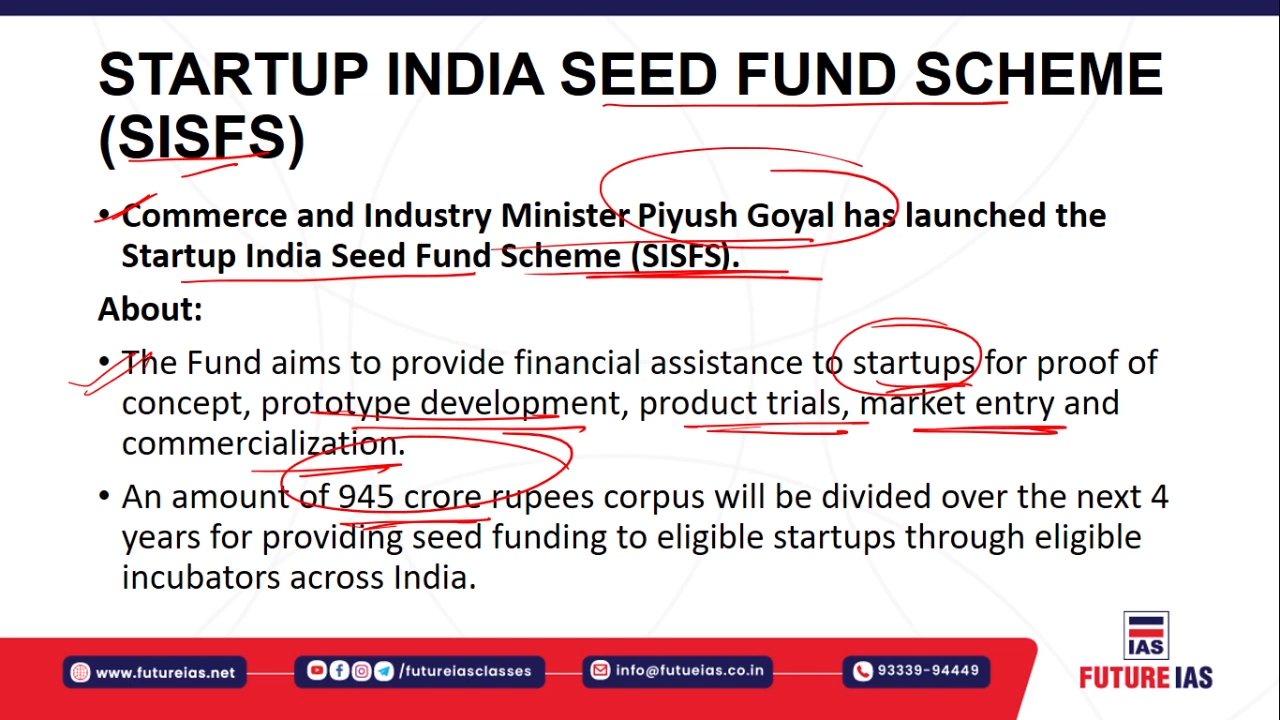 STARTUP INDIA SEED FUND SCHEME
(SISFS)
• Commerce and Industry Minister Piyush Goyal has launched the
Startup India Seed Fund Scheme (SISFS).
About:
• The Fund aims to provide financial assistance to startups for proof of
concept, prototype development, product trials, market entry and
commercialization.
• An amount of 945 crore rupees corpus will be divided over the next 4
years for providing seed funding to eligible startups through eligible
incubators across India.
IAS
FUTURE IAS
www.futureias.net
/futureiasclasses
info@futueias.co.in
93339-94449